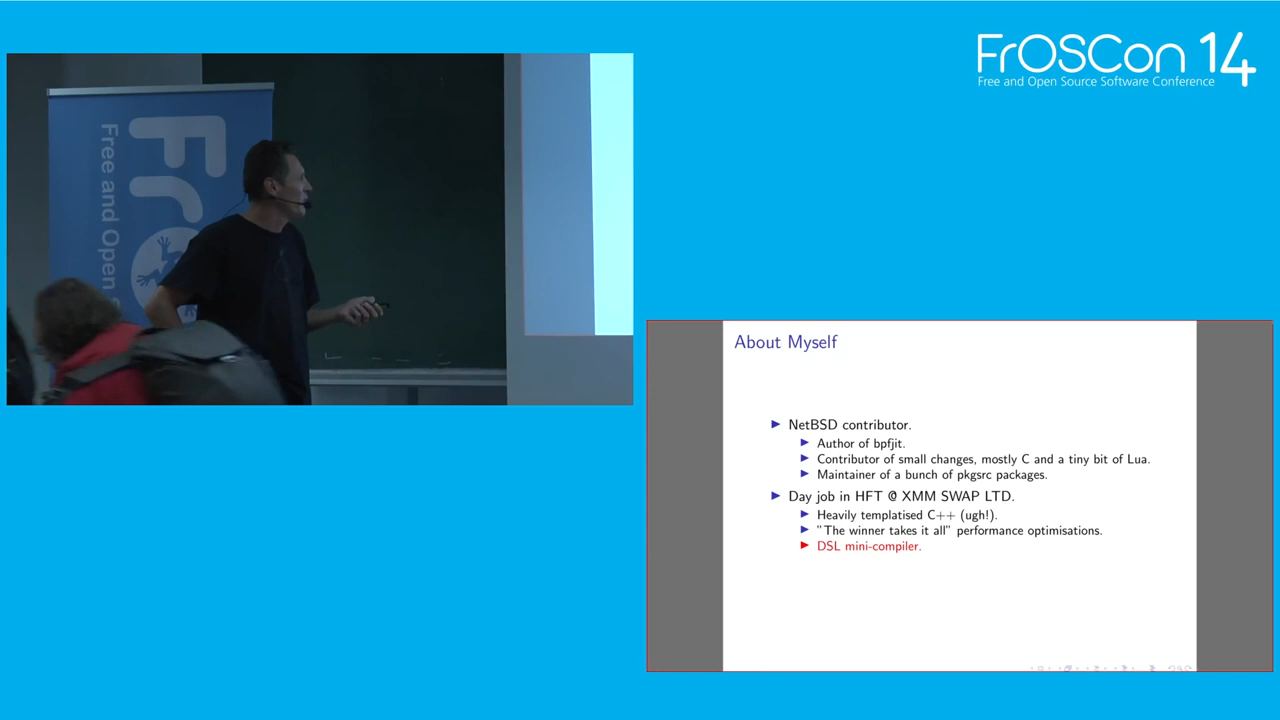 FrOSCon 14
Free and Open Source Software Conference
Fro
Free and Open S
About Myself
NetBSD contributor.
Author of bpfjit.
Contributor of small changes, mostly C and a tiny bit of Lua.
Maintainer of a bunch of pkgsrc packages.
Day job in HFT @ XMM SWAP LTD.
Heavily templatised C++ (ugh!).
"The winner takes it all" performance optimisations.
DSL mini-compiler.